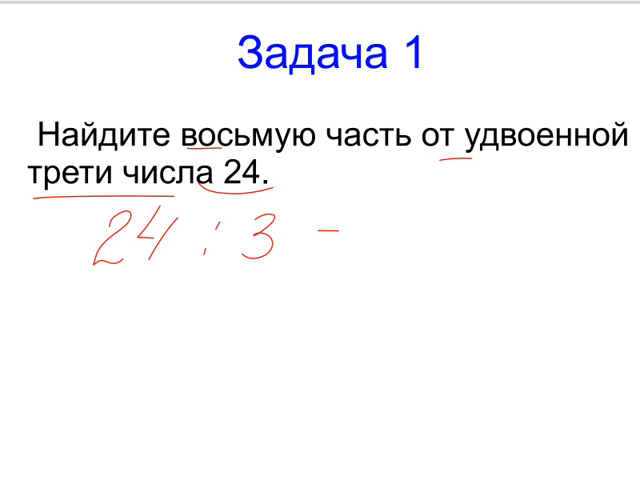 Задача 1
Найдите восьмую часть от удвоенной
трети числа 24.
24 : 3 -